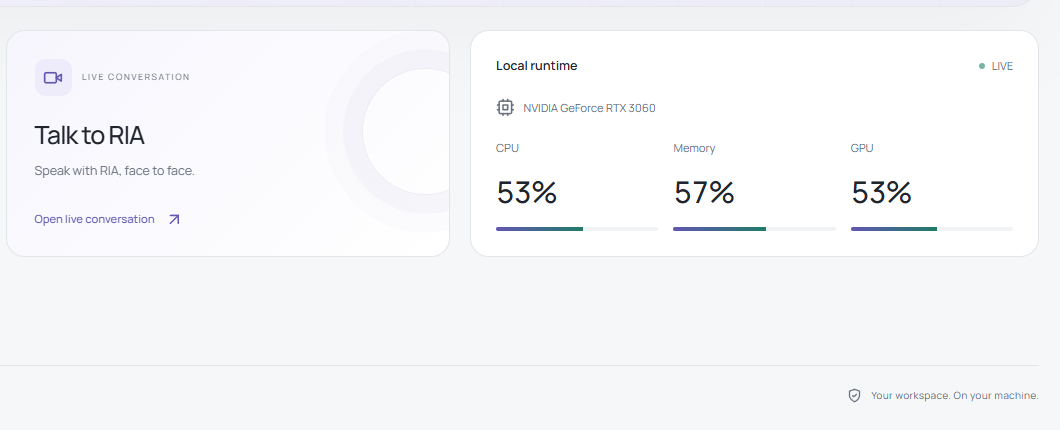 LIVE CONVERSATION
Talk to RIA
Speak with RIA, face to face.
Open live conversation
Local runtime
LIVE
NVIDIA GeForce RTX 3060
CPU
Memory
GPU
53%
57%
53%
Your workspace. On your machine.